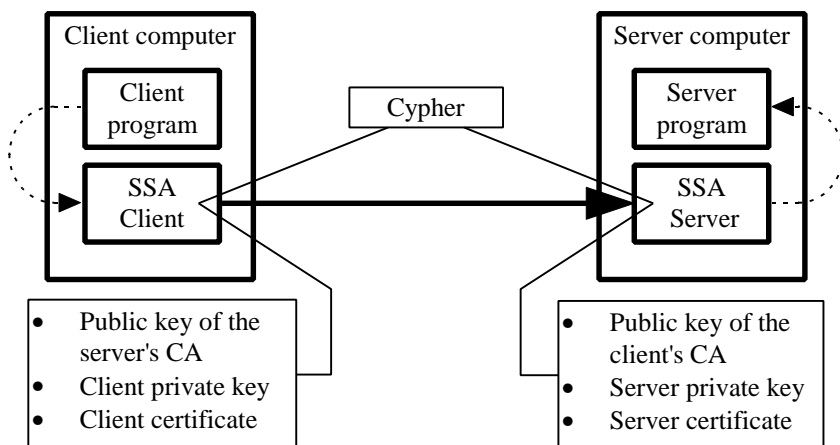 Client computer
Client
program
SSA
Client
Cypher
Server computer
Server
program
SSA
Server
• Public key of the
server's CA
• Client private key
• Client certificate
• Public key of the
client's CA
• Server private key
• Server certificate